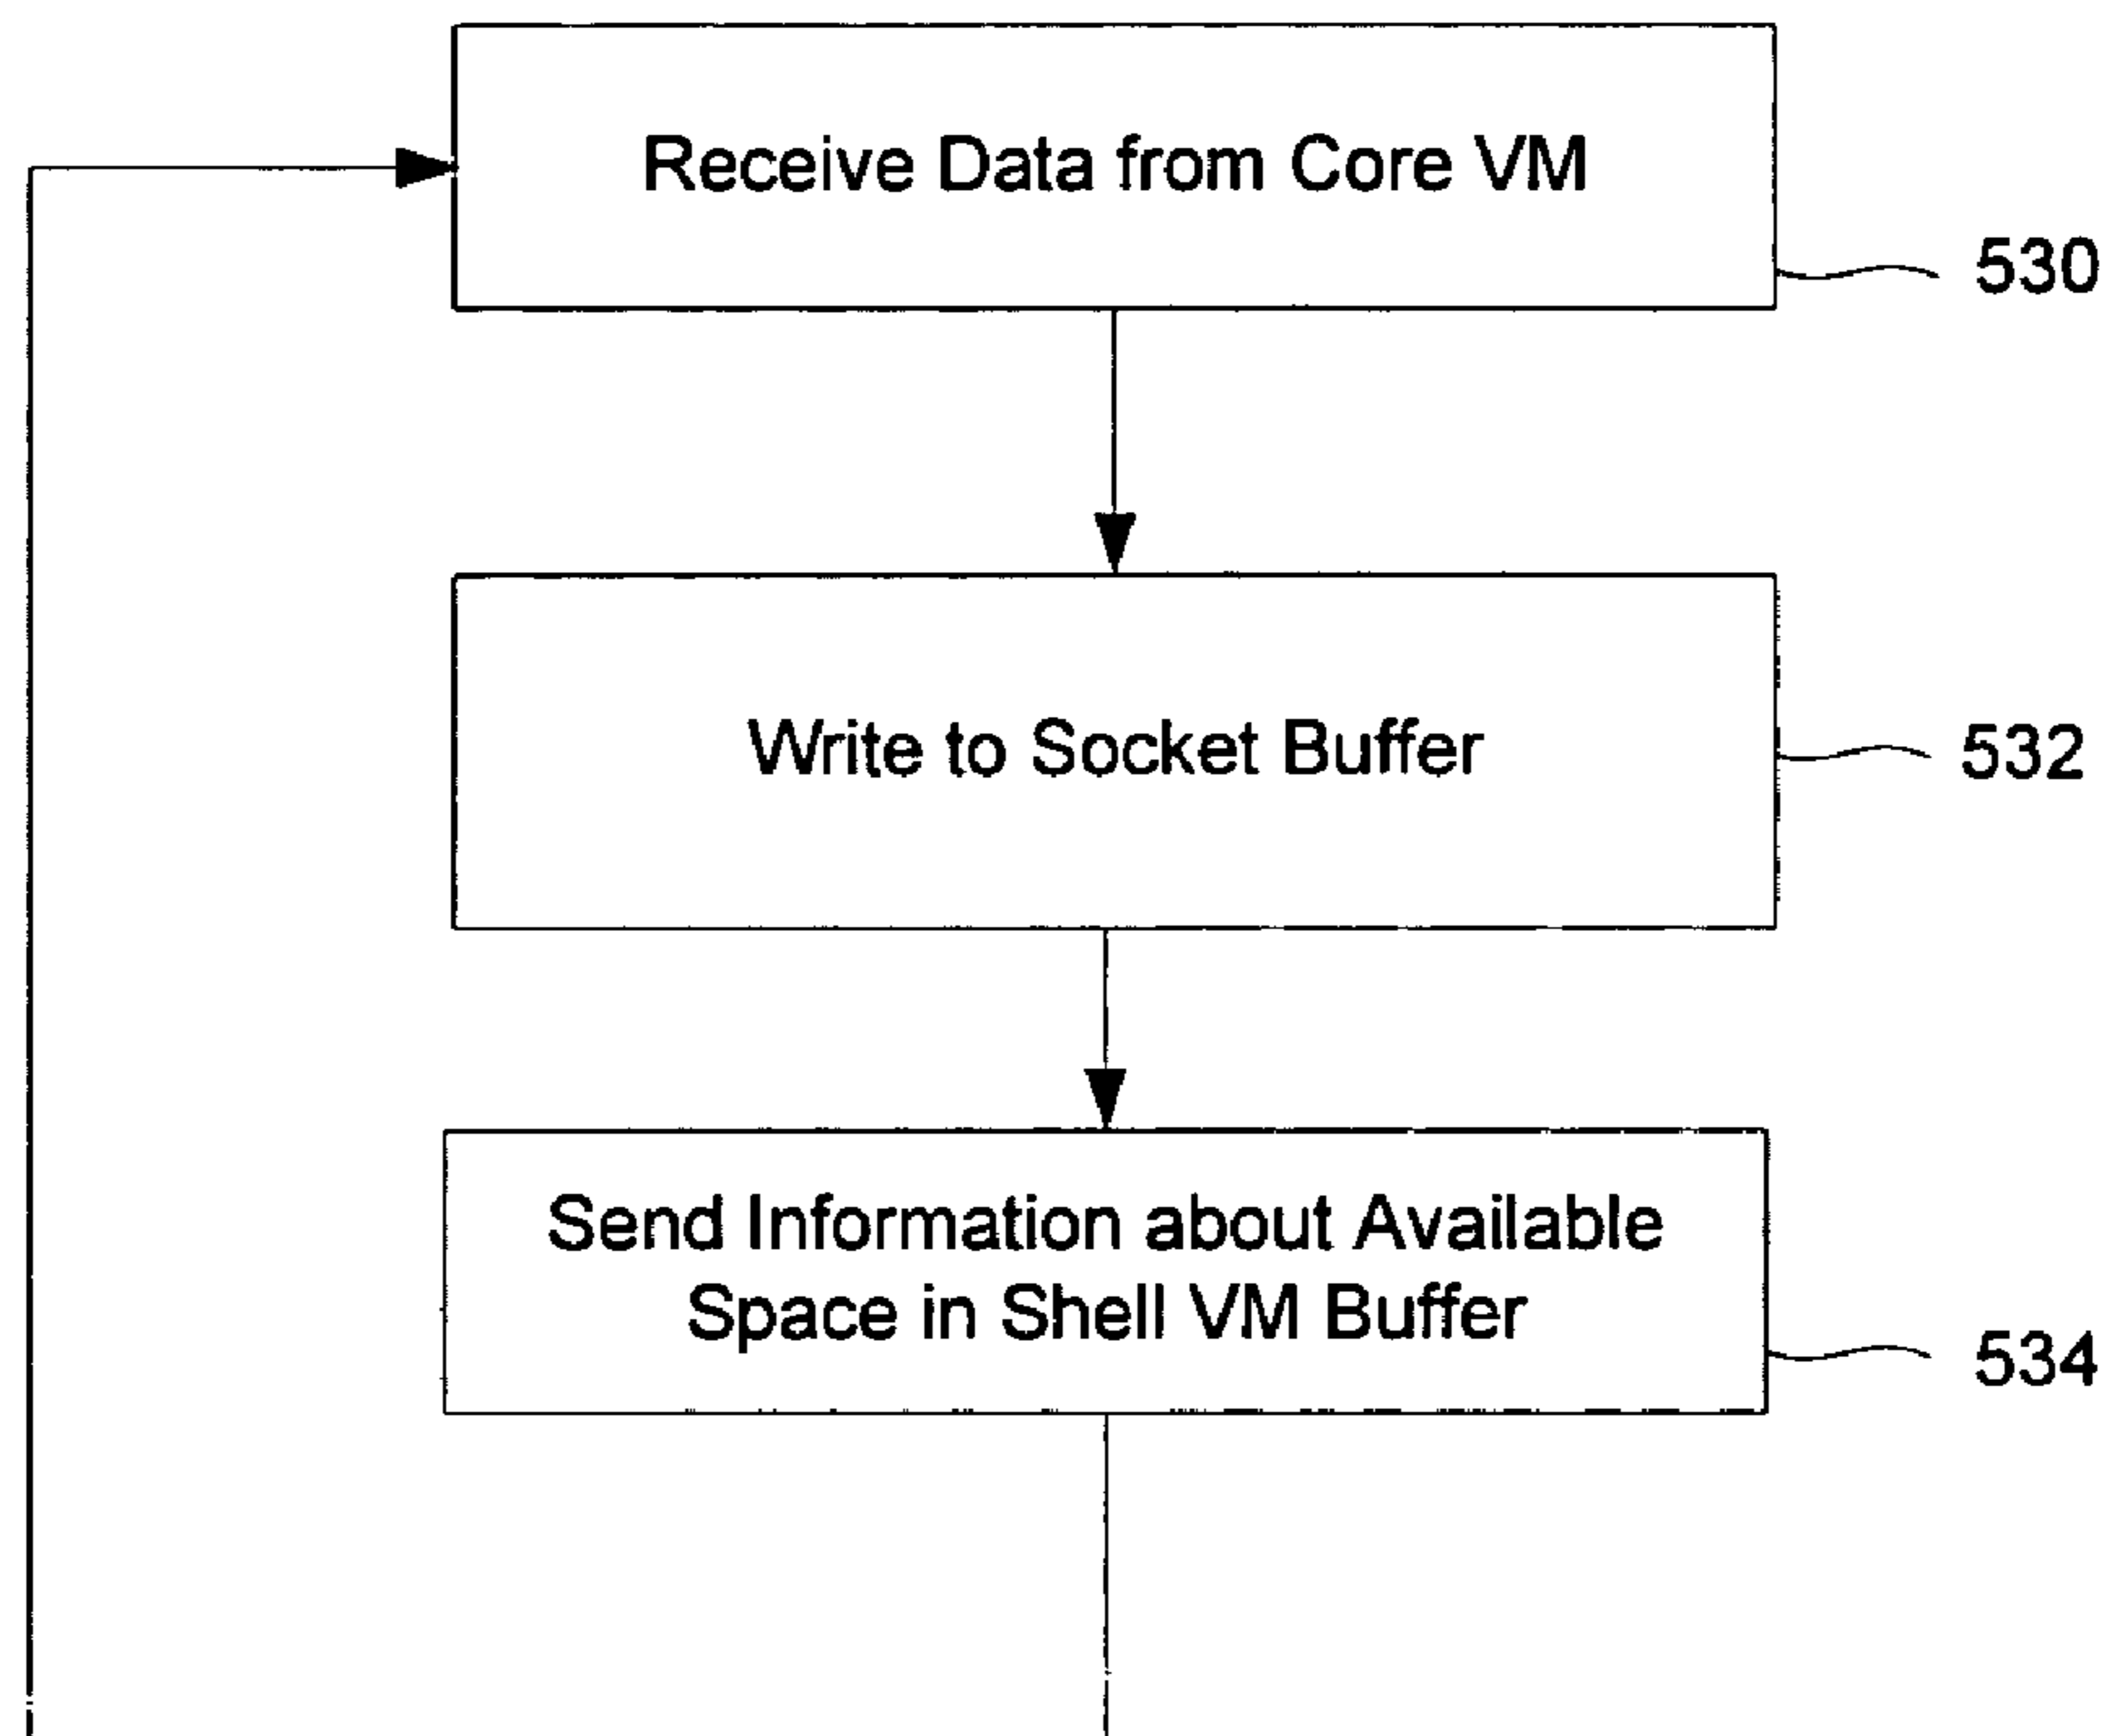 Receive Data from Core VM
530
Write to Socket Buffer
532
Send Information about Available
Space in Shell VM Buffer
534